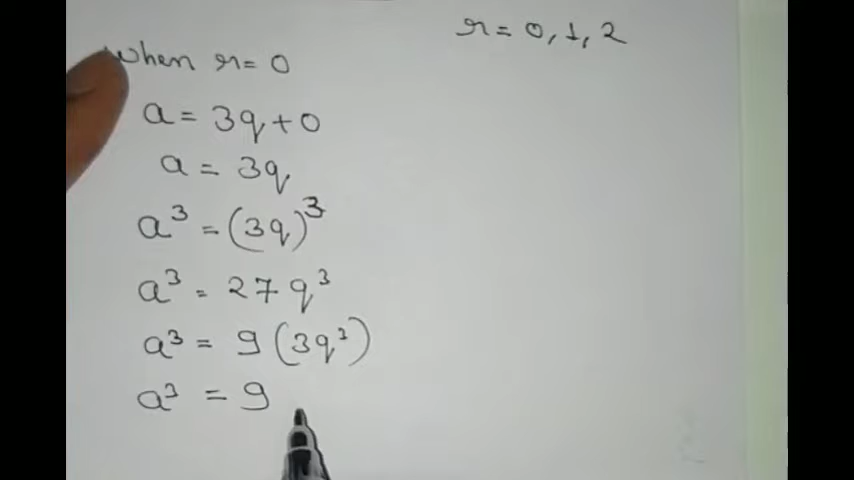 r = 0, 1, 2
when r = 0
a = 3q + 0
a = 3q
a³ = (3q)³
a³ = 27q³
a³ = 9(3q³)
a³ = 9